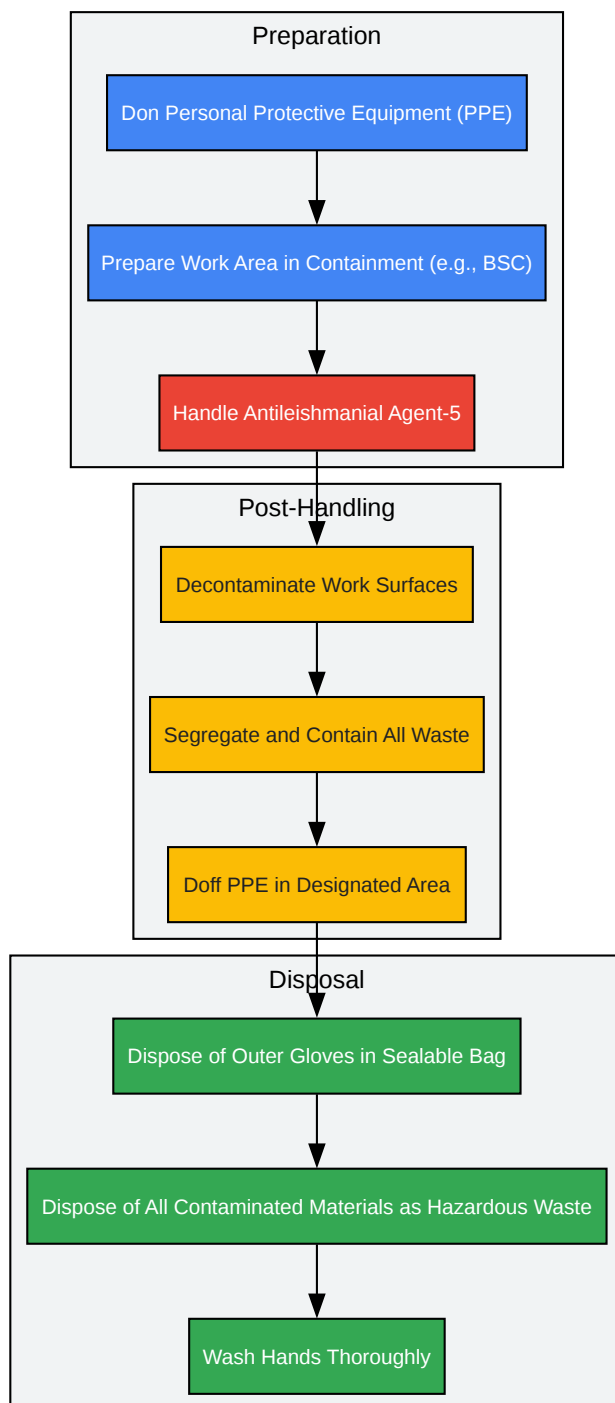 Preparation
Don Personal Protective Equipment (PPE)
Prepare Work Area in Containment (e.g., BSC)
Handle Antileishmanial Agent-5
Post-Handling
Decontaminate Work Surfaces
Segregate and Contain All Waste
Doff PPE in Designated Area
Disposal
Dispose of Outer Gloves in Sealable Bag
Dispose of All Contaminated Materials as Hazardous Waste
Wash Hands Thoroughly